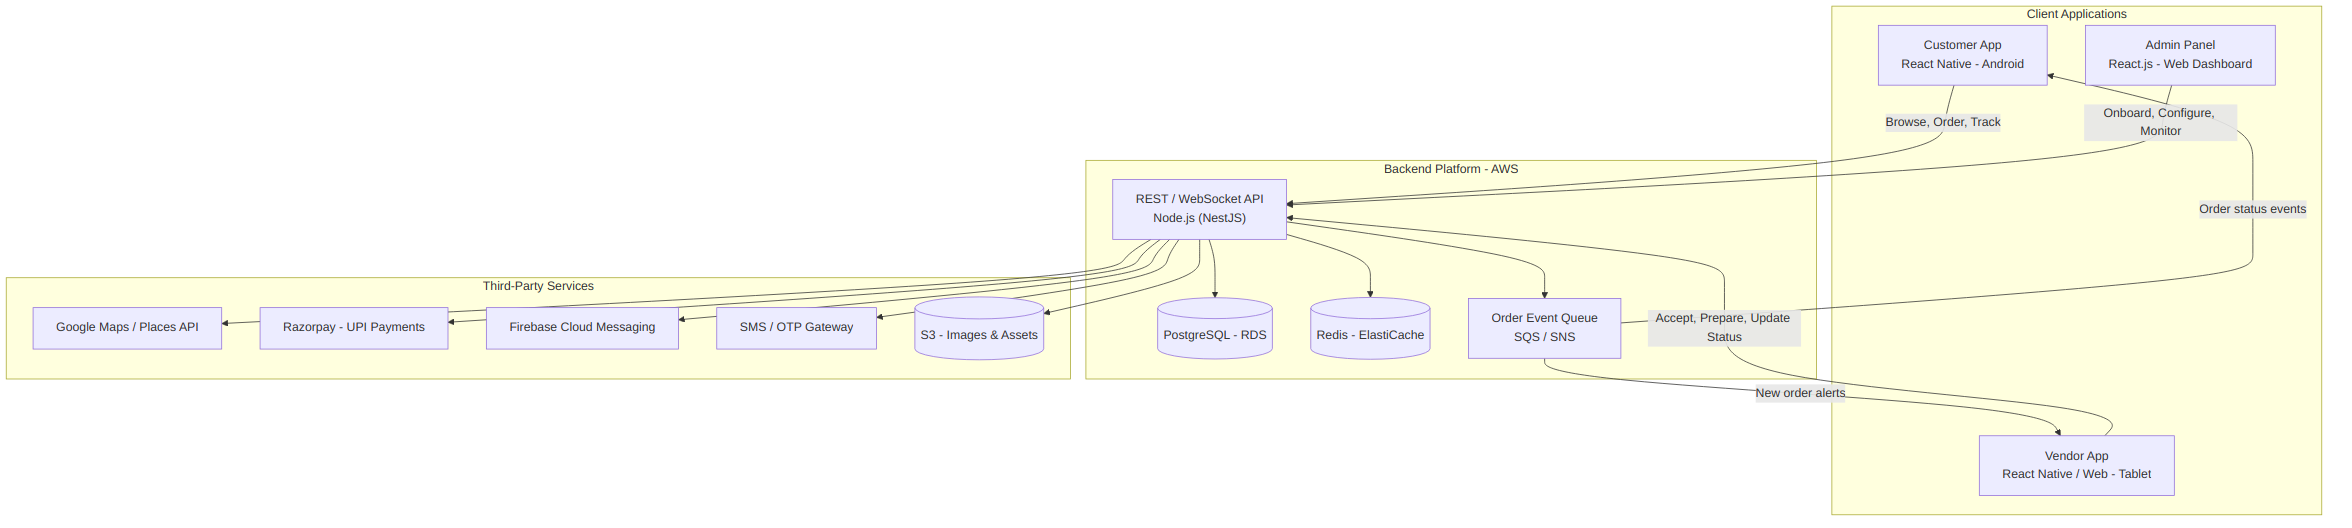 Client Applications
Customer App
React Native - Android
Admin Panel
React.js - Web Dashboard
Browse, Order, Track
Onboard, Configure,
Monitor
Backend Platform - AWS
REST / WebSocket API
Node.js (NestJS)
Order status events
Third-Party Services
Google Maps / Places API
Razorpay - UPI Payments
Firebase Cloud Messaging
SMS / OTP Gateway
S3 - Images & Assets
PostgreSQL - RDS
Redis - ElastiCache
Order Event Queue
SQS / SNS
Accept, Prepare, Update
Status
New order alerts
Vendor App
React Native / Web - Tablet